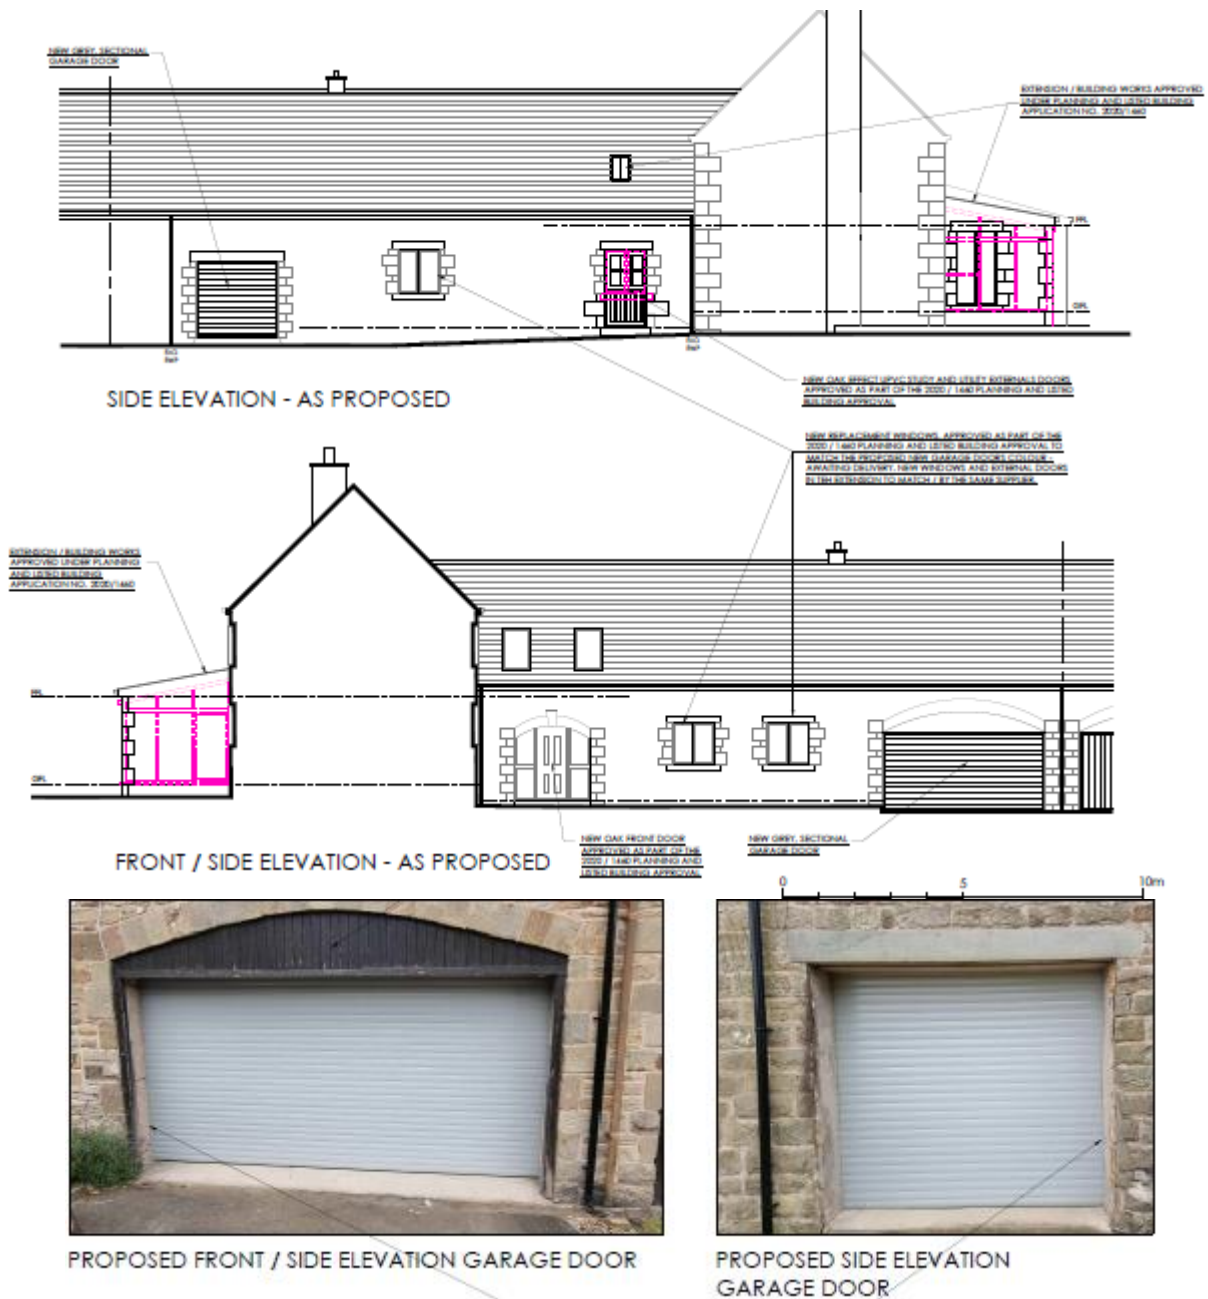 NEW GREY, SECTIONAL
GARAGE DOOR
EXTENSION / BUILDING WORKS APPROVED
UNDER PLANNING AND LISTED BUILDING
APPLICATION NO. 2020/1460
FFL
GFL
RWP
RWP
SIDE ELEVATION - AS PROPOSED
NEW OAK EFFECT UPVC STUDY AND UTILITY EXTERNALS DOORS
APPROVED AS PART OF THE 2020 / 1460 PLANNING AND LISTED
BUILDING APPROVAL
NEW REPLACEMENT WINDOWS, APPROVED AS PART OF THE
2020 / 1460 PLANNING AND LISTED BUILDING APPROVAL TO
MATCH THE PROPOSED NEW GARAGE DOORS COLOUR -
AWAITING DELIVERY. NEW WINDOWS AND EXTERNAL DOORS
IN TEH EXTENSION TO MATCH / BY THE SAME SUPPLIER.
EXTENSION / BUILDING WORKS
APPROVED UNDER PLANNING
AND LISTED BUILDING
APPLICATION NO. 2020/1460
FFL
GFL
NEW OAK FRONT DOOR
APPROVED AS PART OF THE
2020 / 1460 PLANNING AND
LISTED BUILDING APPROVAL
NEW GREY, SECTIONAL
GARAGE DOOR
FRONT / SIDE ELEVATION - AS PROPOSED
0 5 10m
PROPOSED FRONT / SIDE ELEVATION GARAGE DOOR
PROPOSED SIDE ELEVATION
GARAGE DOOR